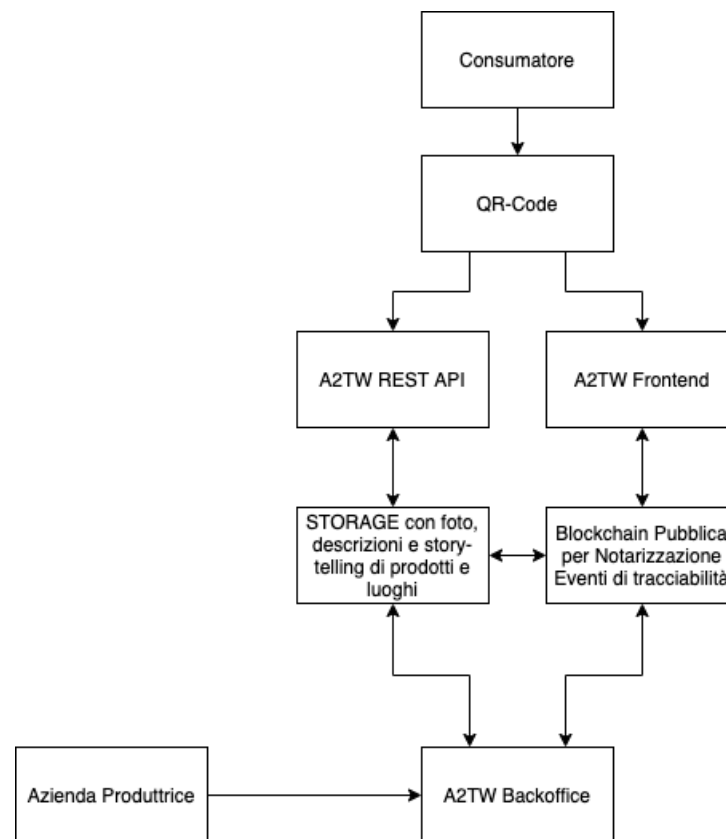 Consumatore
QR-Code
A2TW REST API
A2TW Frontend
STORAGE con foto,
descrizioni e story-
telling di prodotti e
luoghi
Blockchain Pubblica
per Notarizzazione
Eventi di tracciabilità
Azienda Produttrice
A2TW Backoffice